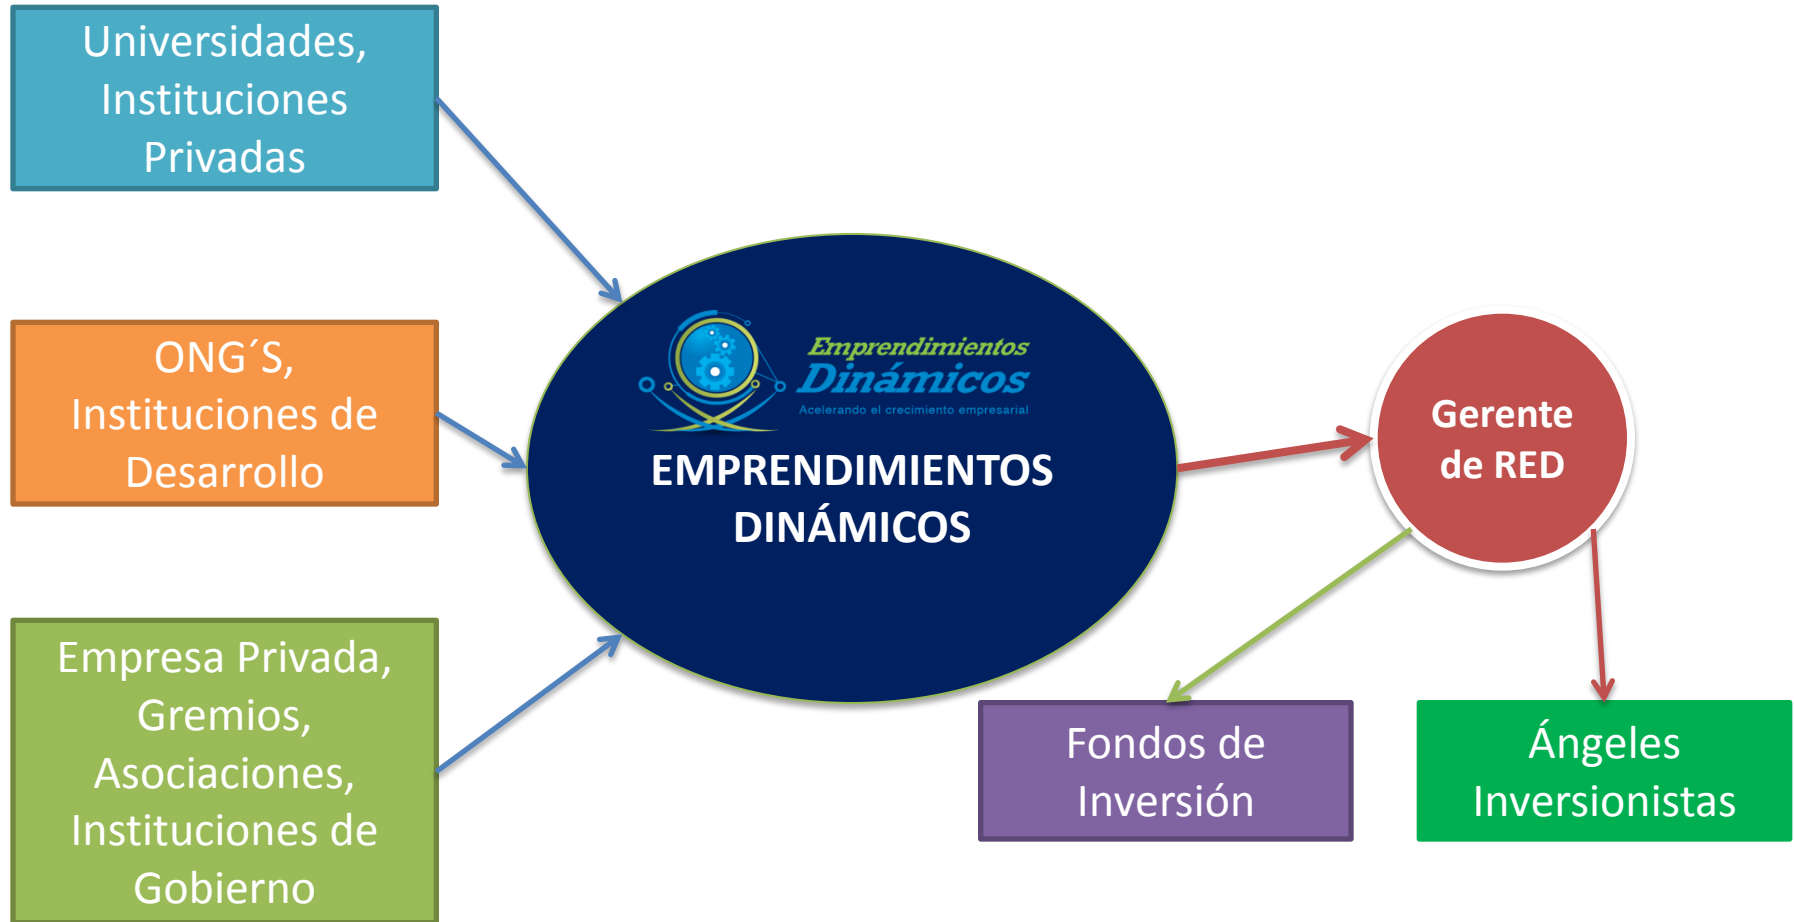 Universidades,
Instituciones
Privadas
ONG´S,
Instituciones de
Desarrollo
Empresa Privada,
Gremios,
Asociaciones,
Instituciones de
Gobierno
Emprendimientos
Dinámicos
Acelerando el crecimiento empresarial
EMPRENDIMIENTOS
DINÁMICOS
Gerente
de RED
Fondos de
Inversión
Ángeles
Inversionistas